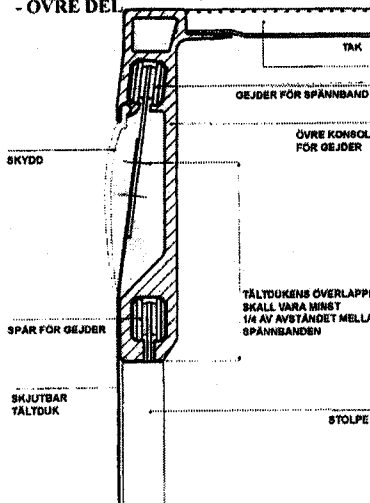 - ÖVRE DEL
TAK
GEJDER FÖR SPÄNNBAND
ÖVRE KONSOL
FÖR GEJDER
SKYDD
TÄLTDUKENS ÖVERLAPPE
SKALL VARA MINST
1/4 AV AVSTÅNDET MELLA
SPÄNNBANDEN
SPÅR FÖR GEJDER
SKJUTBAR
TÄLTDUK
STOLPE